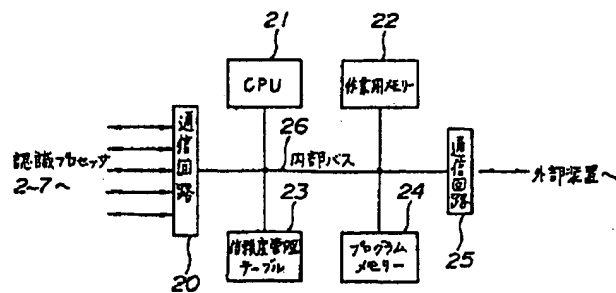 21
22
CPU
作業用メモリー
通信回路
26
内部バス
認識プロセッサ
2~7へ
通信回路
外部装置へ
23
24
信頼度管理
テーブル
プログラム
メモリー
20
25